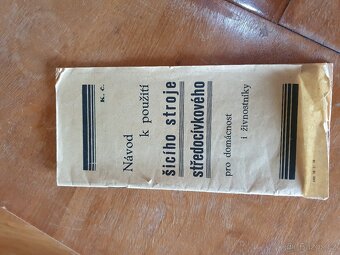 K. č.
Návod
k použití
šicího stroje
středocívkového
pro domácnost
i živnostníky